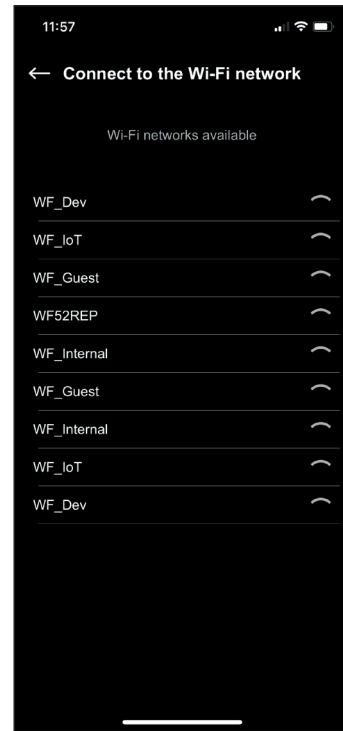 11:57
Connect to the Wi-Fi network
Wi-Fi networks available
WF_Dev
WF_IoT
WF_Guest
WF52REP
WF_Internal
WF_Guest
WF_Internal
WF_IoT
WF_Dev